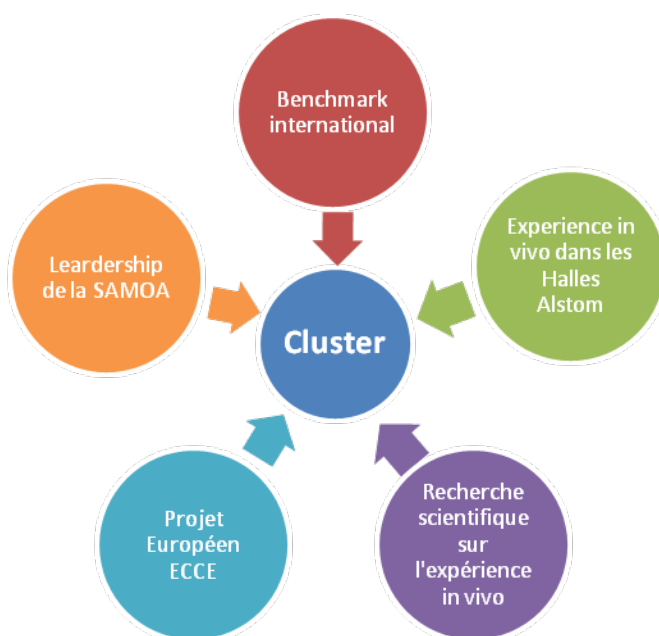 Benchmark
international
Experience in
vivo dans les
Halles
Alstom
Recherche
scientifique
sur
l'expérience
in vivo
Projet
Européen
ECCE
Leardership
de la SAMOA
Cluster